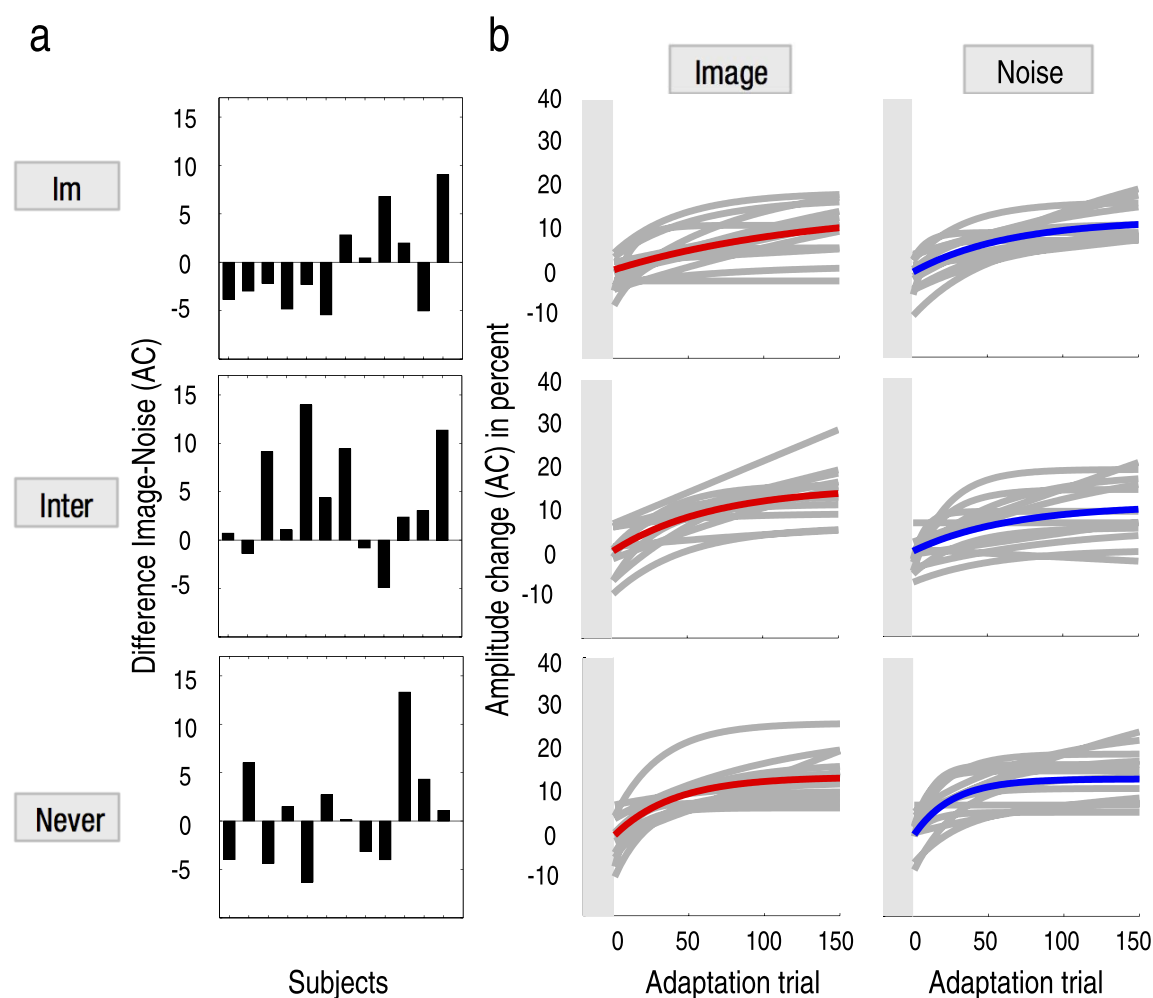 a
b
Image
Noise
Im
Inter
Never
Difference Image-Noise (AC)
15
10
5
0
-5
15
10
5
0
-5
15
10
5
0
-5
Subjects
Amplitude change (AC) in percent
40
30
20
10
0
-10
40
30
20
10
0
-10
40
30
20
10
0
-10
0 50 100 150
0 50 100 150
Adaptation trial
Adaptation trial